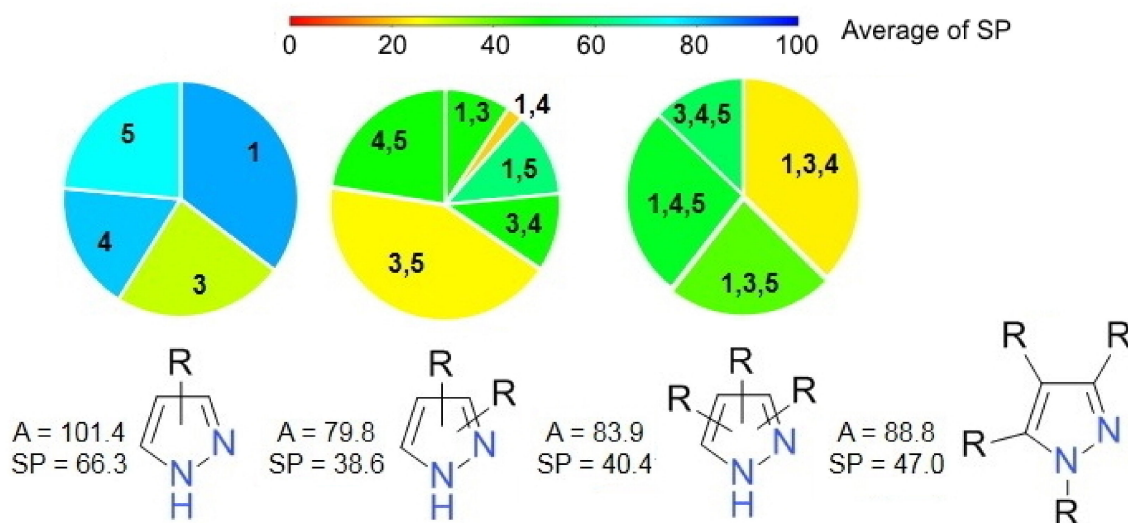 0 20 40 60 80 100 Average of SP
5 1 4 3
4,5 1,3 1,4 1,5 3,4 3,5
3,4,5 1,3,4 1,4,5 1,3,5
A = 101.4
SP = 66.3
R
N
N
H
A = 79.8
SP = 38.6
R
R
N
N
H
A = 83.9
SP = 40.4
R
R
R
N
N
H
A = 88.8
SP = 47.0
R
R
R
N
N
R